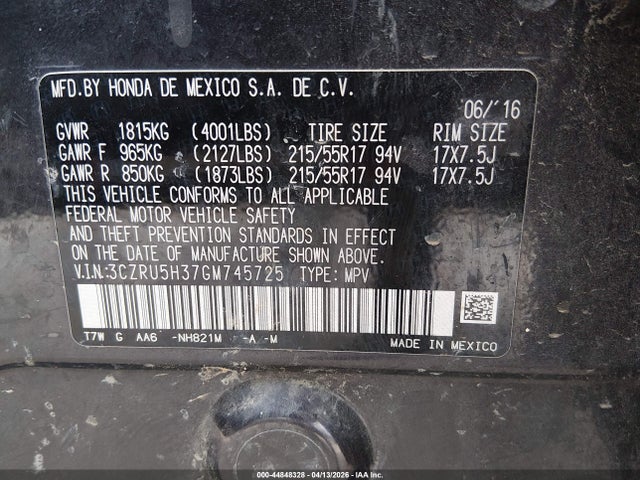 MFD.BY HONDA DE MEXICO S.A. DE C.V.
06/'16
GVWR 1815KG (4001LBS) TIRE SIZE RIM SIZE
GAWR F 965KG (2127LBS) 215/55R17 94V 17X7.5J
GAWR R 850KG (1873LBS) 215/55R17 94V 17X7.5J
THIS VEHICLE CONFORMS TO ALL APPLICABLE
FEDERAL MOTOR VEHICLE SAFETY
AND THEFT PREVENTION STANDARDS IN EFFECT
ON THE DATE OF MANUFACTURE SHOWN ABOVE.
V.I.N:3CZRU5H37GM745725 TYPE: MPV
T7W G AA6 -NH821M -A -M
MADE IN MEXICO
000-44848328 - 04/13/2026 - IAAI.COM